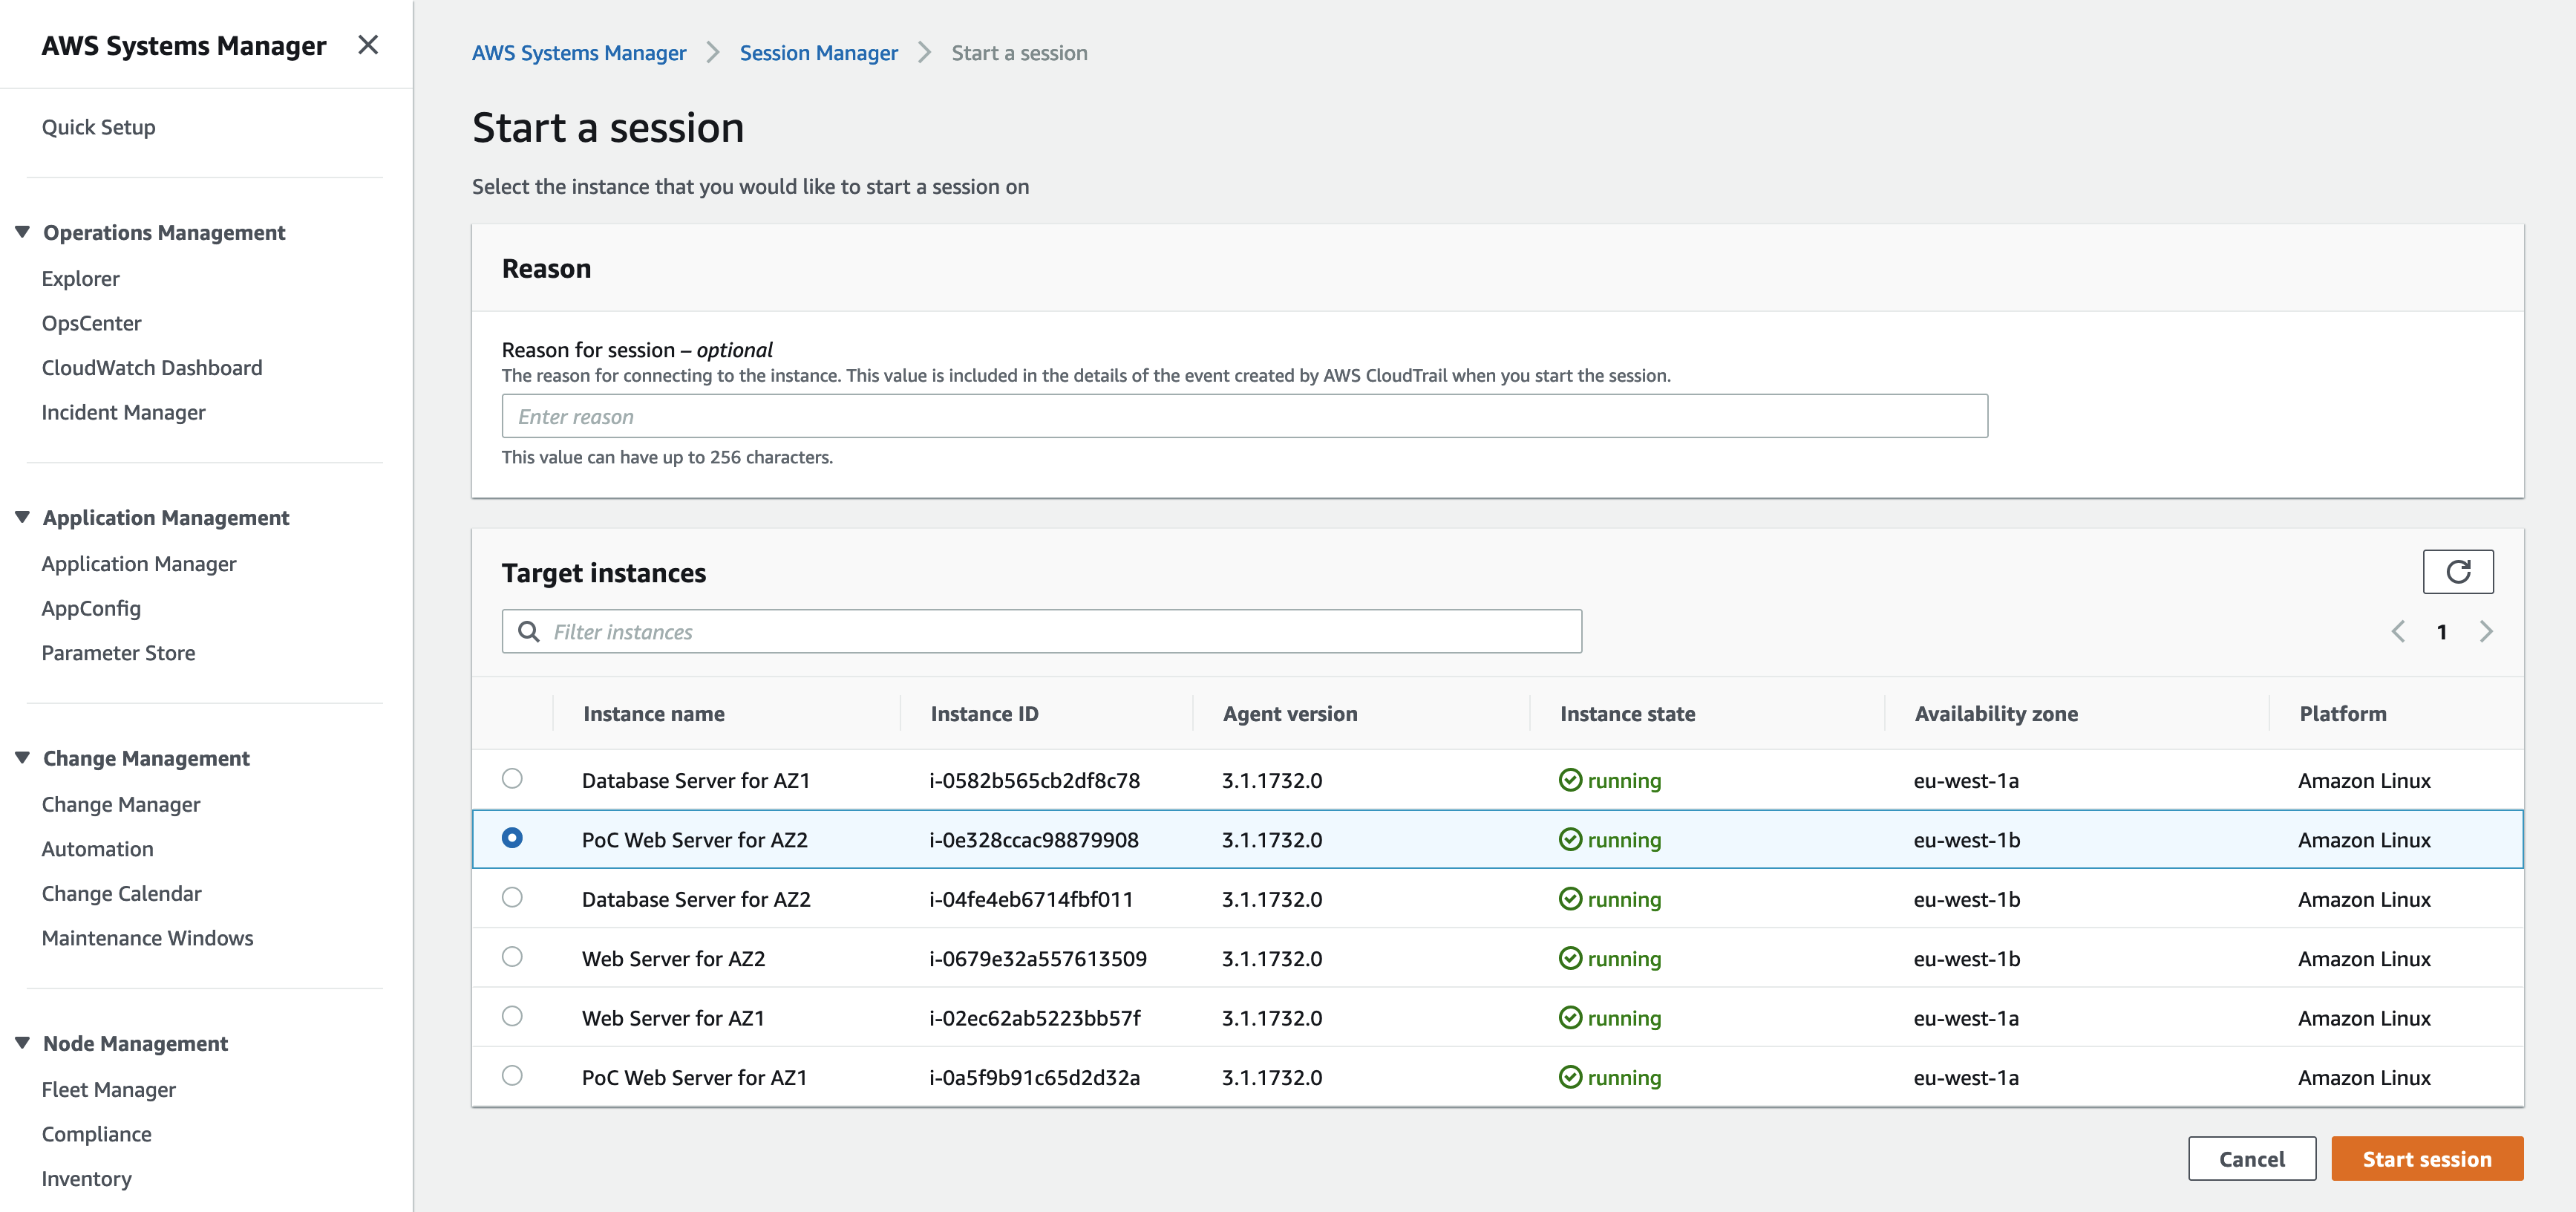 AWS Systems Manager
Quick Setup
Operations Management
Explorer
OpsCenter
CloudWatch Dashboard
Incident Manager
Application Management
Application Manager
AppConfig
Parameter Store
Change Management
Change Manager
Automation
Change Calendar
Maintenance Windows
Node Management
Fleet Manager
Compliance
Inventory
AWS Systems Manager Session Manager Start a session
Start a session
Select the instance that you would like to start a session on
Reason
Reason for session – optional
The reason for connecting to the instance. This value is included in the details of the event created by AWS CloudTrail when you start the session.
Enter reason
This value can have up to 256 characters.
Target instances
Filter instances
1
Instance name Instance ID Agent version Instance state Availability zone Platform
Database Server for AZ1 i-0582b565cb2df8c78 3.1.1732.0 running eu-west-1a Amazon Linux
PoC Web Server for AZ2 i-0e328ccac98879908 3.1.1732.0 running eu-west-1b Amazon Linux
Database Server for AZ2 i-04fe4eb6714fbf011 3.1.1732.0 running eu-west-1b Amazon Linux
Web Server for AZ2 i-0679e32a557613509 3.1.1732.0 running eu-west-1b Amazon Linux
Web Server for AZ1 i-02ec62ab5223bb57f 3.1.1732.0 running eu-west-1a Amazon Linux
PoC Web Server for AZ1 i-0a5f9b91c65d2d32a 3.1.1732.0 running eu-west-1a Amazon Linux
Cancel Start session